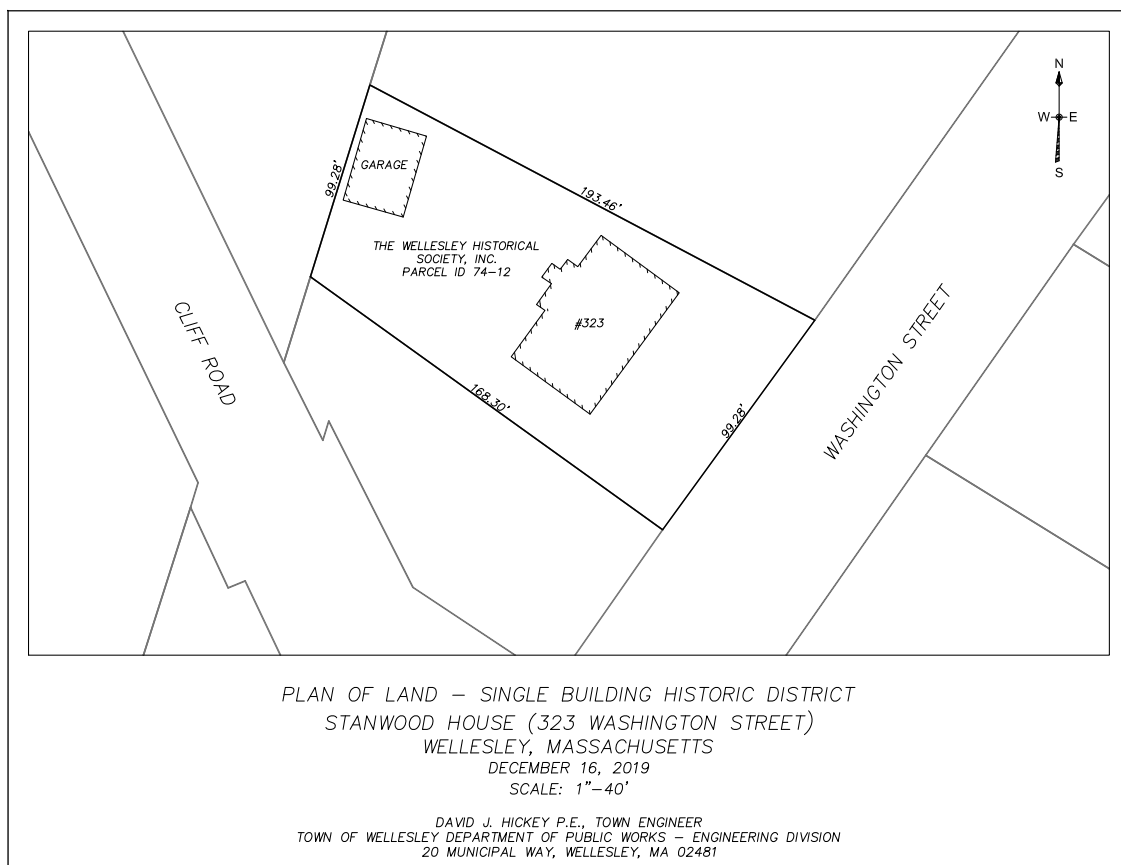 N
W E
S
GARAGE
99.28'
193.46'
THE WELLESLEY HISTORICAL
SOCIETY, INC.
PARCEL ID 74-12
#323
CLIFF ROAD
WASHINGTON STREET
168.30'
99.28'
PLAN OF LAND - SINGLE BUILDING HISTORIC DISTRICT
STANWOOD HOUSE (323 WASHINGTON STREET)
WELLESLEY, MASSACHUSETTS
DECEMBER 16, 2019
SCALE: 1"-40'
DAVID J. HICKEY P.E., TOWN ENGINEER
TOWN OF WELLESLEY DEPARTMENT OF PUBLIC WORKS - ENGINEERING DIVISION
20 MUNICIPAL WAY, WELLESLEY, MA 02481